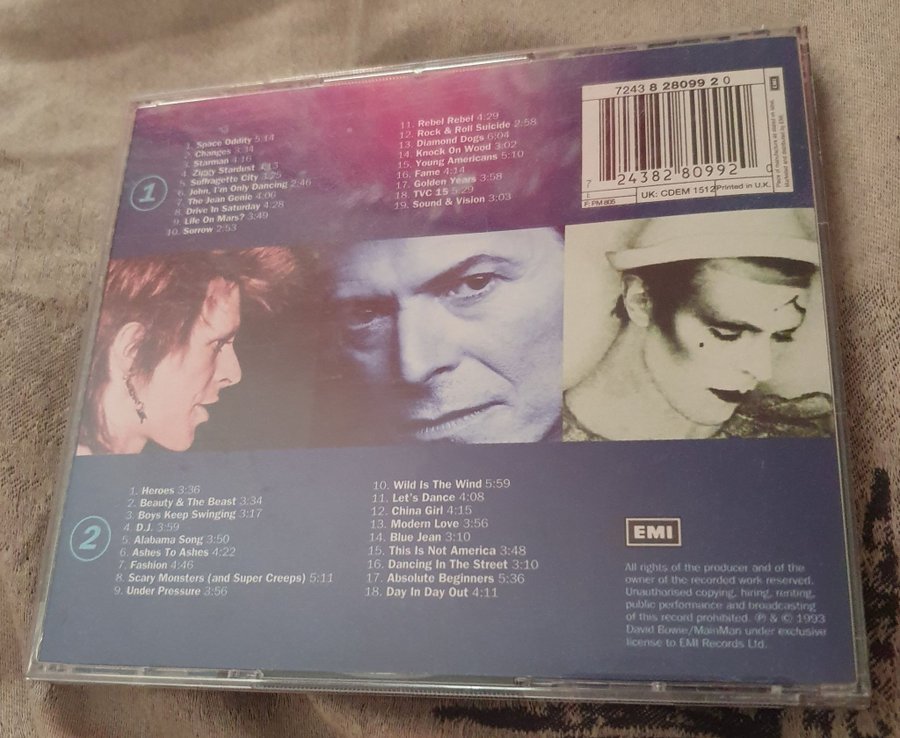 1
1. Space Oddity 5:14
2. Changes 3:34
3. Starman 4:16
4. Ziggy Stardust 3:13
5. Suffragette City 3:25
6. John, I'm Only Dancing 2:46
7. The Jean Genie 4:06
8. Drive In Saturday 4:28
9. Life On Mars? 3:49
10. Sorrow 2:53
11. Rebel Rebel 4:29
12. Rock & Roll Suicide 2:58
13. Diamond Dogs 6:04
14. Knock On Wood 3:02
15. Young Americans 5:10
16. Fame 4:14
17. Golden Years 3:58
18. TVC 15 5:29
19. Sound & Vision 3:03
7243 8 28099 2 0
7 24382 80992 0
UK: CDEM 1512
Printed in U.K.
F: PM 605
EMI
2
1. Heroes 3:36
2. Beauty & The Beast 3:34
3. Boys Keep Swinging 3:17
4. D.J. 3:59
5. Alabama Song 3:50
6. Ashes To Ashes 4:22
7. Fashion 4:46
8. Scary Monsters (and Super Creeps) 5:11
9. Under Pressure 3:56
10. Wild Is The Wind 5:59
11. Let's Dance 4:08
12. China Girl 4:15
13. Modern Love 3:56
14. Blue Jean 3:10
15. This Is Not America 3:48
16. Dancing In The Street 3:10
17. Absolute Beginners 5:36
18. Day In Day Out 4:11
EMI
All rights of the producer and of the
owner of the recorded work reserved.
Unauthorised copying, hiring, renting,
public performance and broadcasting
of this record prohibited. ℗ & © 1993
David Bowie/MainMan under exclusive
license to EMI Records Ltd.